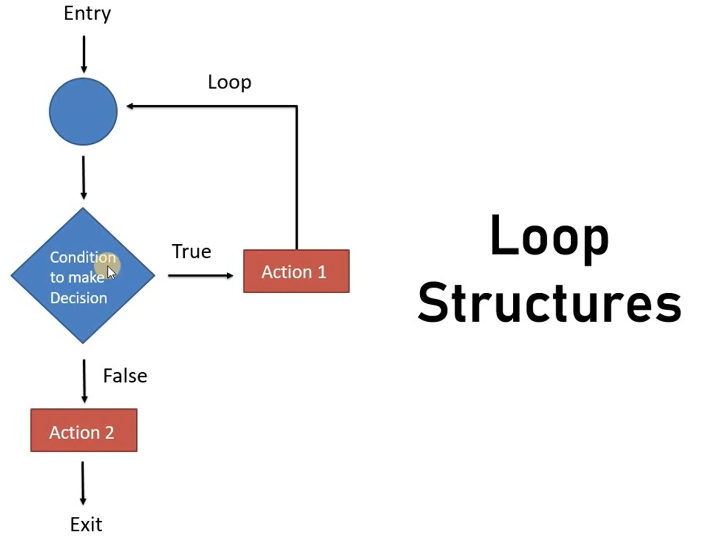 Entry
Loop
Condition
to make
Decision
True
Action 1
False
Action 2
Exit
Loop
Structures